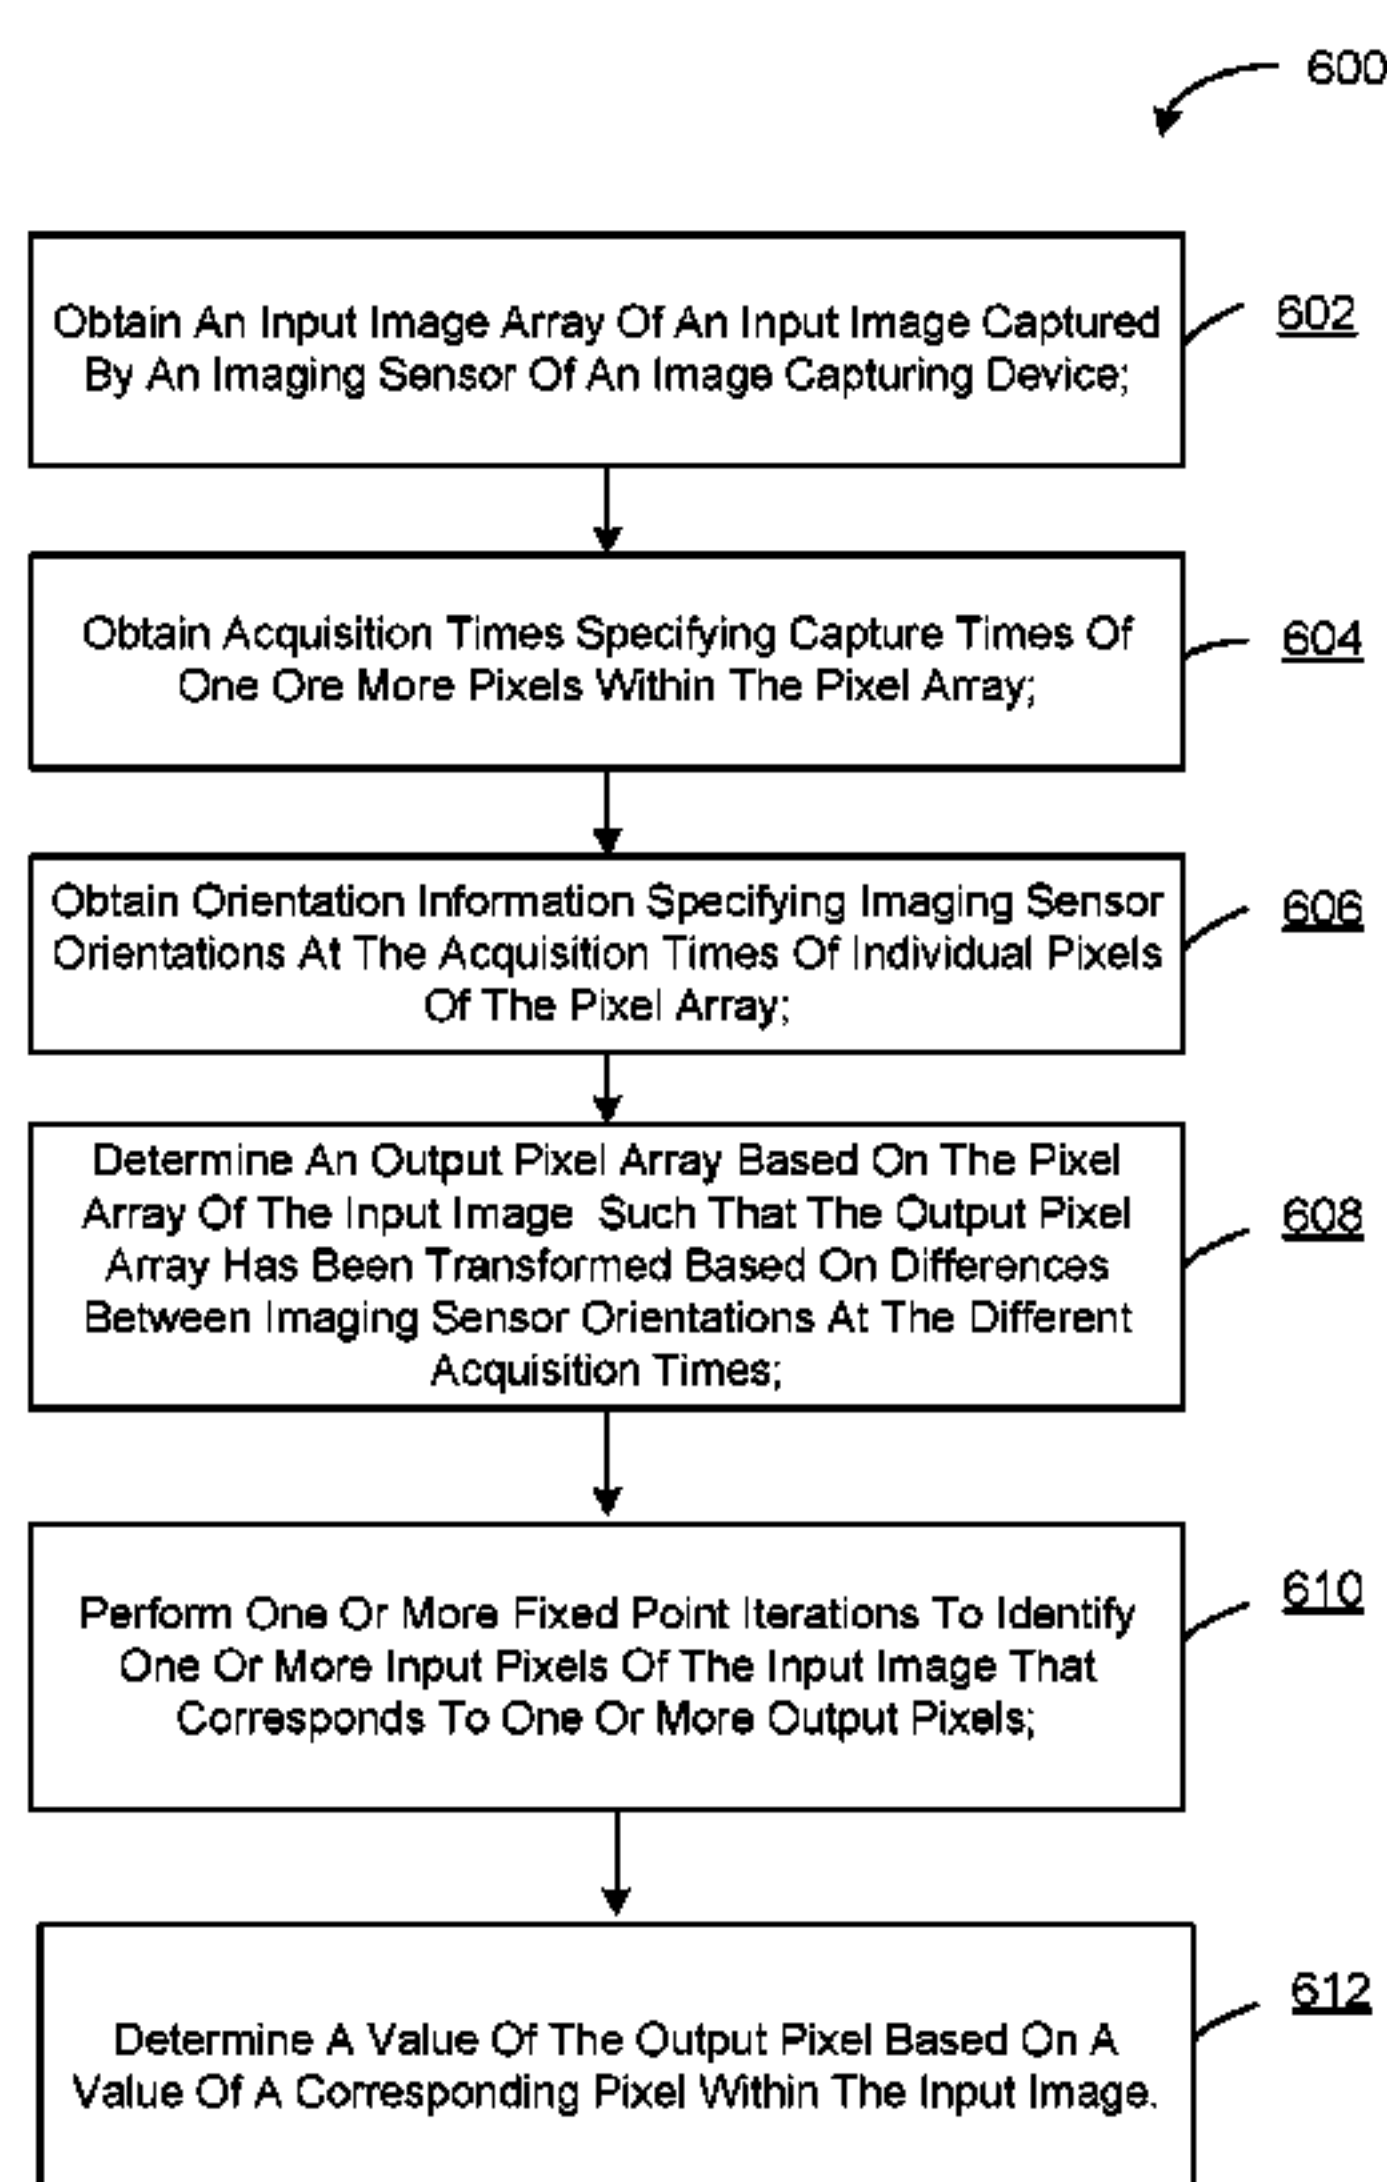 600
Obtain An Input Image Array Of An Input Image Captured
By An Imaging Sensor Of An Image Capturing Device;
602
Obtain Acquisition Times Specifying Capture Times Of
One Ore More Pixels Within The Pixel Array;
604
Obtain Orientation Information Specifying Imaging Sensor
Orientations At The Acquisition Times Of Individual Pixels
Of The Pixel Array;
606
Determine An Output Pixel Array Based On The Pixel
Array Of The Input Image Such That The Output Pixel
Array Has Been Transformed Based On Differences
Between Imaging Sensor Orientations At The Different
Acquisition Times;
608
Perform One Or More Fixed Point Iterations To Identify
One Or More Input Pixels Of The Input Image That
Corresponds To One Or More Output Pixels;
610
Determine A Value Of The Output Pixel Based On A
Value Of A Corresponding Pixel Within The Input Image.
612